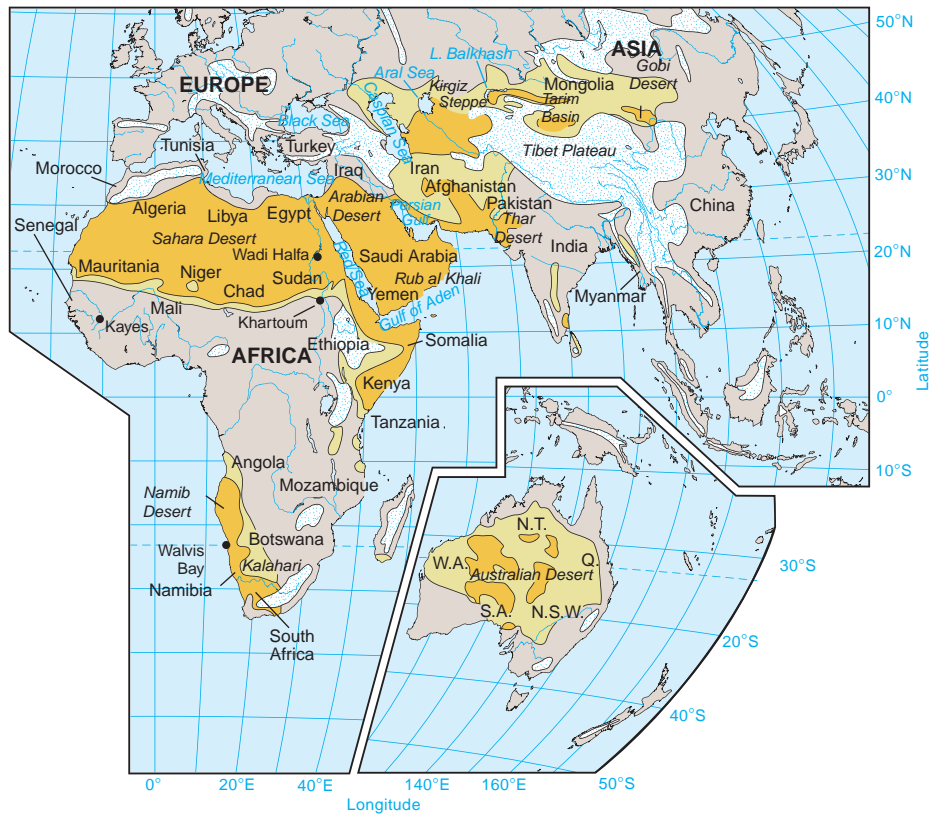 50°N
ASIA
L. Balkhash
Gobi
Desert
EUROPE
Aral Sea
Kirgiz
Steppe
Mongolia
Tarim
Basin
40°N
Caspian Sea
Black Sea
Turkey
Tunisia
Tibet Plateau
Morocco
Mediterranean Sea
Iraq
Iran
Afghanistan
30°N
Algeria
Libya
Egypt
Arabian
Desert
Persian
Gulf
Pakistan
Thar
Desert
China
Senegal
Sahara Desert
Wadi Halfa
Red Sea
Saudi Arabia
India
20°N
Mauritania
Niger
Chad
Sudan
Rub al Khali
Yemen
Gulf of Aden
Myanmar
Mali
Khartoum
Kayes
10°N
AFRICA
Ethiopia
Somalia
Latitude
Kenya
0°
Tanzania
10°S
Angola
Mozambique
Namib
Desert
Botswana
Kalahari
Walvis
Bay
Namibia
South
Africa
N.T.
W.A.
Q.
Australian Desert
S.A.
N.S.W.
30°S
20°S
40°S
50°S
0°
20°E
40°E
140°E
160°E
Longitude